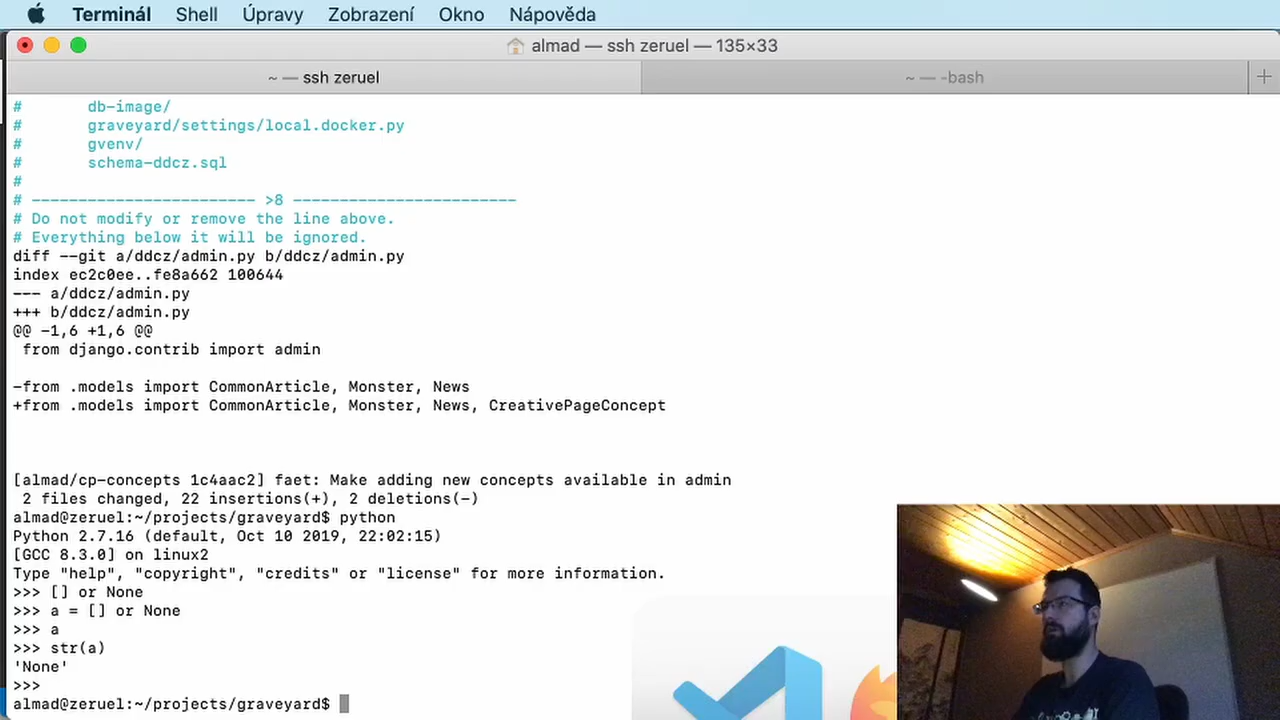 Terminál Shell Úpravy Zobrazení Okno Nápověda
almad — ssh zeruel — 135×33
~ — ssh zeruel
~ — -bash
# db-image/
# graveyard/settings/local.docker.py
# gvenv/
# schema-ddcz.sql
#
# ------------------------ >8 ------------------------
# Do not modify or remove the line above.
# Everything below it will be ignored.
diff --git a/ddcz/admin.py b/ddcz/admin.py
index ec2c0ee..fe8a662 100644
--- a/ddcz/admin.py
+++ b/ddcz/admin.py
@@ -1,6 +1,6 @@
from django.contrib import admin
-from .models import CommonArticle, Monster, News
+from .models import CommonArticle, Monster, News, CreativePageConcept
[almad/cp-concepts 1c4aac2] faet: Make adding new concepts available in admin
2 files changed, 22 insertions(+), 2 deletions(-)
almad@zeruel:~/projects/graveyard$ python
Python 2.7.16 (default, Oct 10 2019, 22:02:15)
[GCC 8.3.0] on linux2
Type "help", "copyright", "credits" or "license" for more information.
>>> [] or None
>>> a = [] or None
>>> a
>>> str(a)
'None'
>>>
almad@zeruel:~/projects/graveyard$